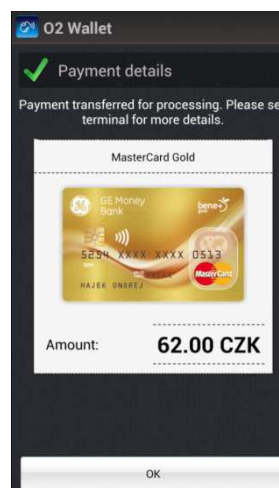 O2 Wallet
Payment details
Payment transferred for processing. Please se
terminal for more details.
MasterCard Gold
GE Money
Bank
bene+
5254 XXXX XXXX 0513
MasterCard
HAJEK ONDREJ
Amount:
62.00 CZK
OK